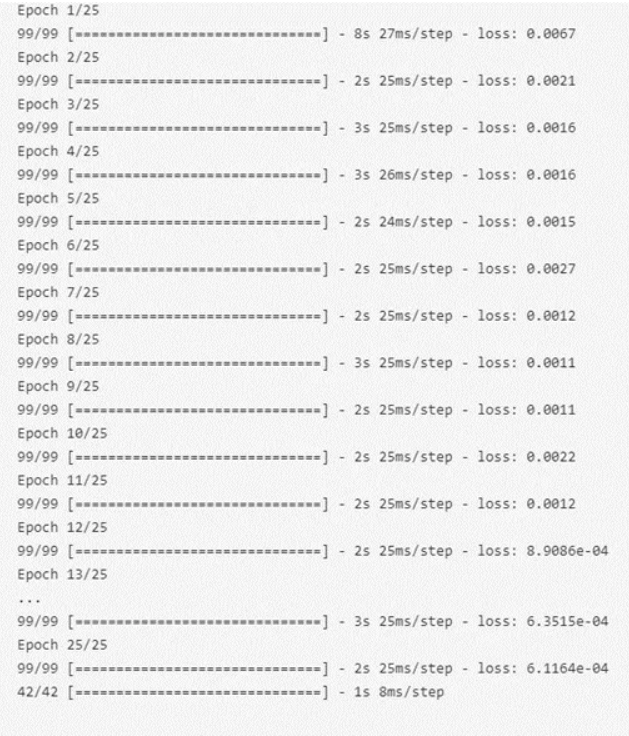 Epoch 1/25
99/99 [==============================] - 8s 27ms/step - loss: 0.0067
Epoch 2/25
99/99 [==============================] - 2s 25ms/step - loss: 0.0021
Epoch 3/25
99/99 [==============================] - 3s 25ms/step - loss: 0.0016
Epoch 4/25
99/99 [==============================] - 3s 26ms/step - loss: 0.0016
Epoch 5/25
99/99 [==============================] - 2s 24ms/step - loss: 0.0015
Epoch 6/25
99/99 [==============================] - 2s 25ms/step - loss: 0.0027
Epoch 7/25
99/99 [==============================] - 2s 25ms/step - loss: 0.0012
Epoch 8/25
99/99 [==============================] - 3s 25ms/step - loss: 0.0011
Epoch 9/25
99/99 [==============================] - 2s 25ms/step - loss: 0.0011
Epoch 10/25
99/99 [==============================] - 2s 25ms/step - loss: 0.0022
Epoch 11/25
99/99 [==============================] - 2s 25ms/step - loss: 0.0012
Epoch 12/25
99/99 [==============================] - 2s 25ms/step - loss: 8.9086e-04
Epoch 13/25
...
99/99 [==============================] - 3s 25ms/step - loss: 6.3515e-04
Epoch 25/25
99/99 [==============================] - 2s 25ms/step - loss: 6.1164e-04
42/42 [==============================] - 1s 8ms/step